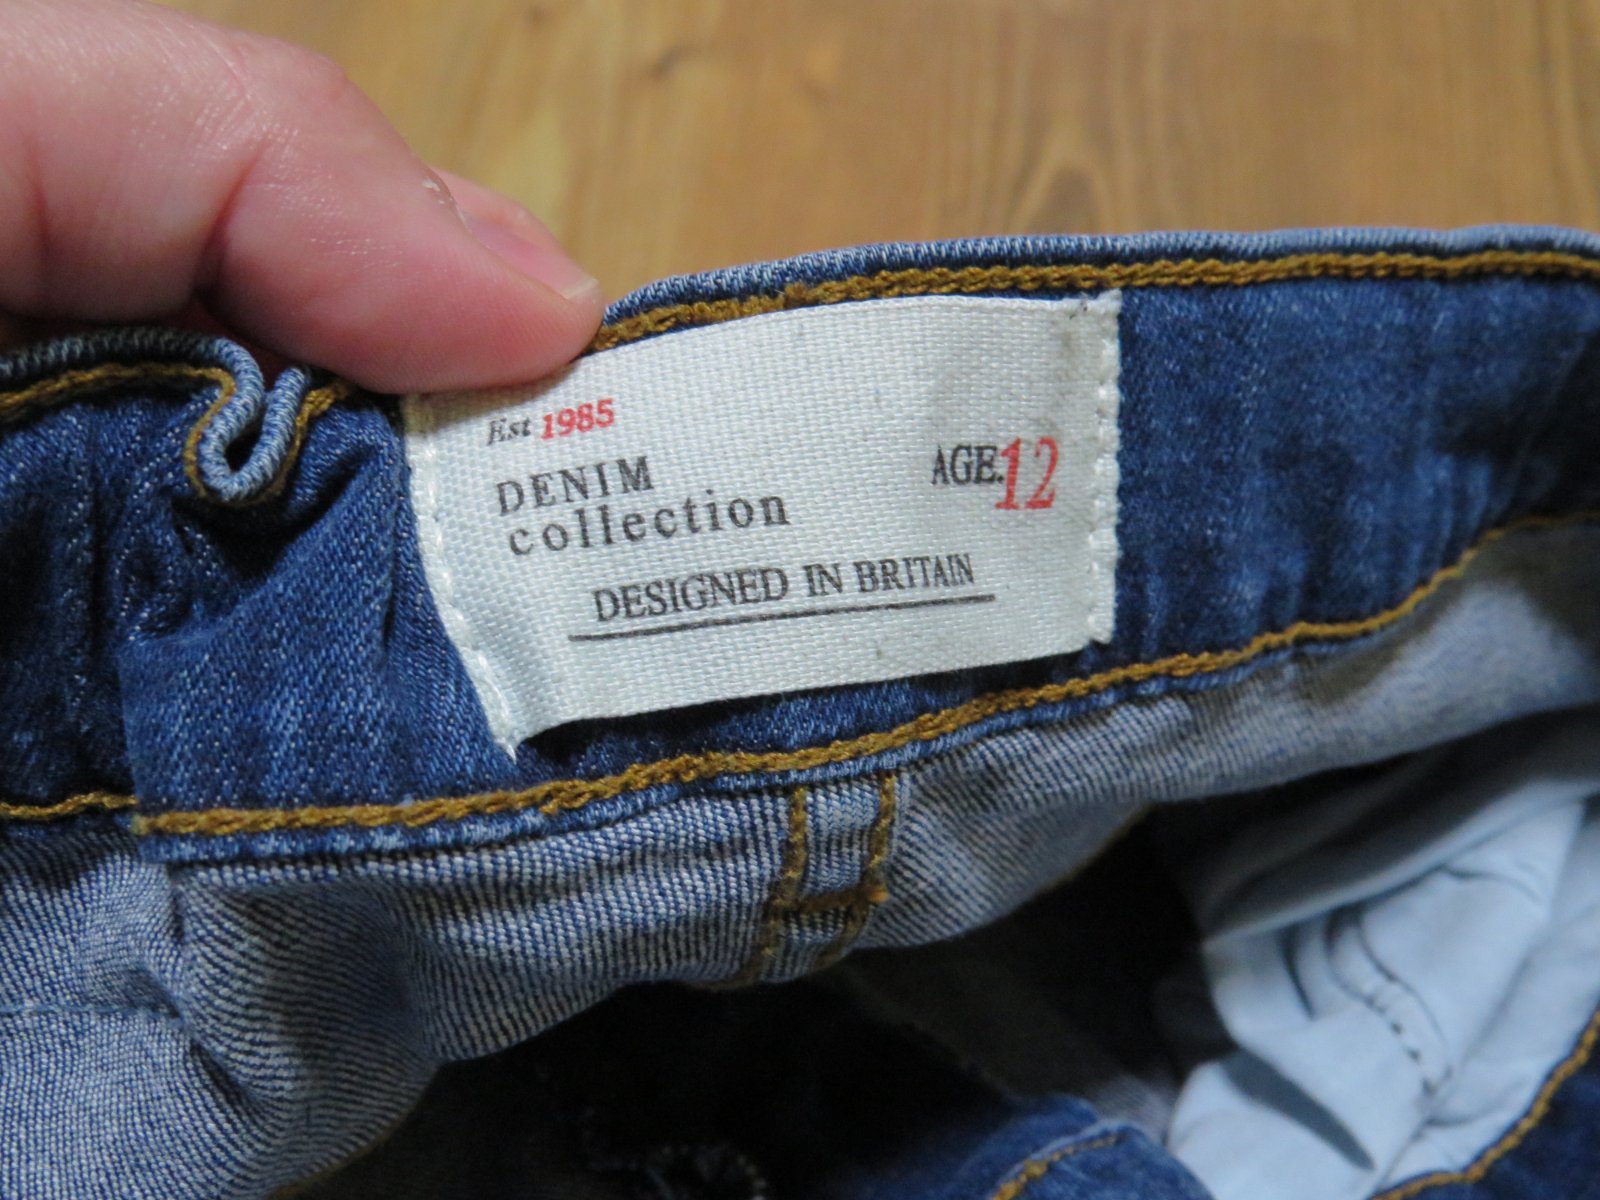 Est 1985
DENIM
collection
AGE.12
DESIGNED IN BRITAIN